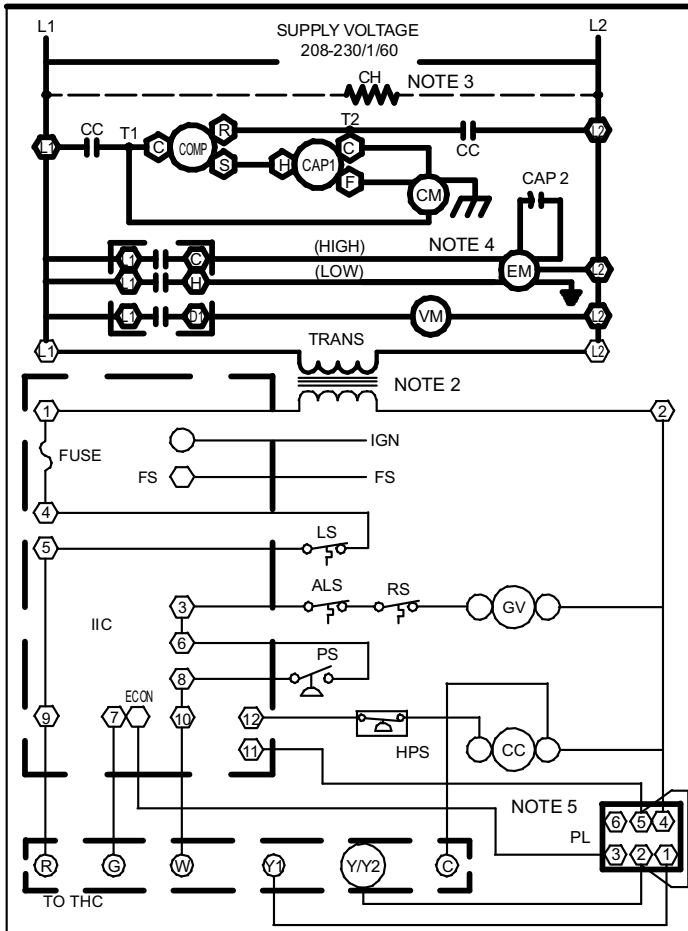 L1 SUPPLY VOLTAGE L2
208-230/1/60
CH NOTE 3
T1 T2
L1 CC C COMP R C CC L2
S H CAP1 F
CM CAP 2
(HIGH) NOTE 4
L1 C
(LOW) EM L2
L1 H
L1 D1 VM L2
TRANS
L1 L2
NOTE 2
1 2
IGN
FUSE
FS FS
4
LS
5
ALS RS
3 GV
IIC 6
PS
8
ECON
9 7 10 12
HPS CC
11
NOTE 5
6 5 4
PL
3 2 1
R G W Y1 Y/Y2 C
TO THC